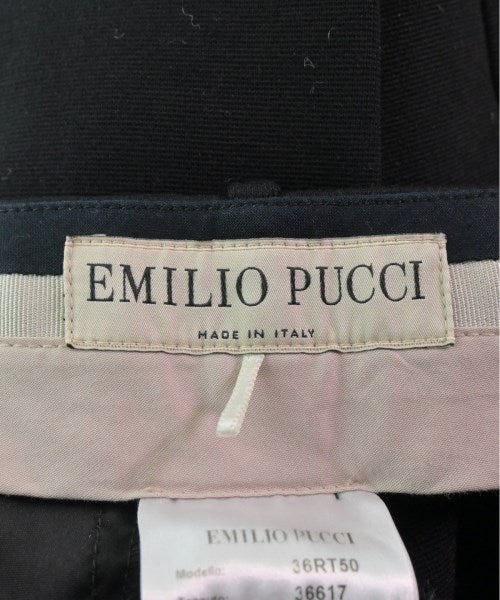 EMILIO PUCCI
MADE IN ITALY
EMILIO PUCCI
Modello: 36RT50
36617